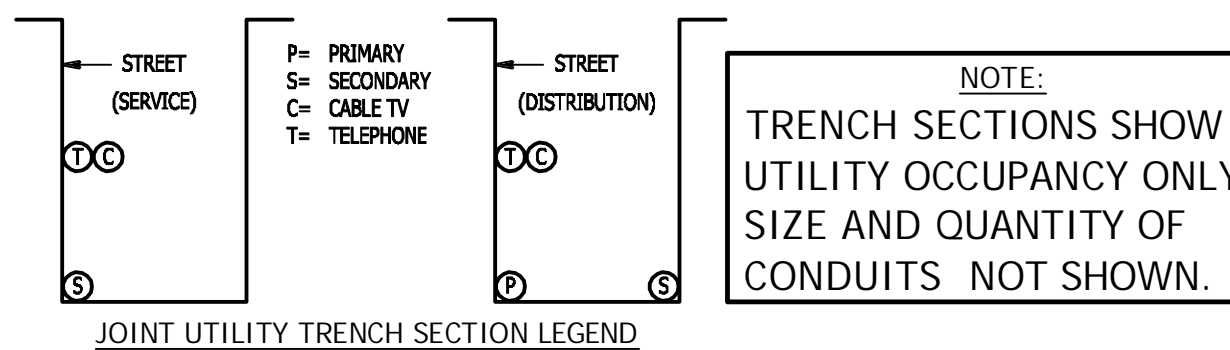 STREET
(SERVICE)
T C
S
P= PRIMARY
S= SECONDARY
C= CABLE TV
T= TELEPHONE
STREET
(DISTRIBUTION)
T C
P S
JOINT UTILITY TRENCH SECTION LEGEND
NOTE:
TRENCH SECTIONS SHOW
UTILITY OCCUPANCY ONLY
SIZE AND QUANTITY OF
CONDUITS NOT SHOWN.